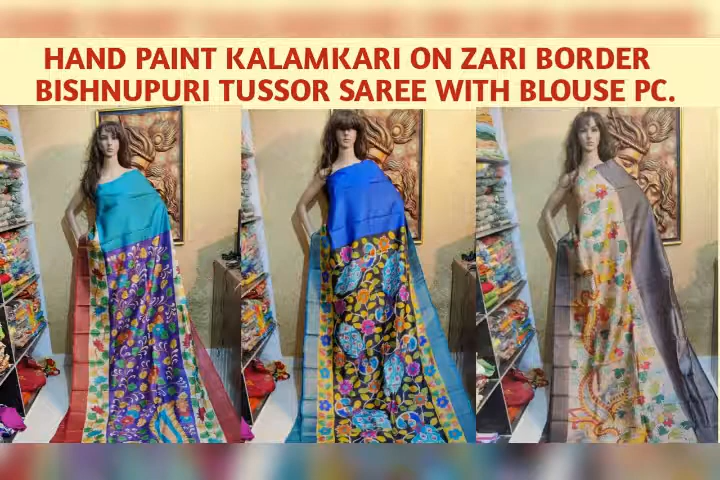 HAND PAINT KALAMKARI ON ZARI BORDER
BISHNUPURI TUSSOR SAREE WITH BLOUSE PC.